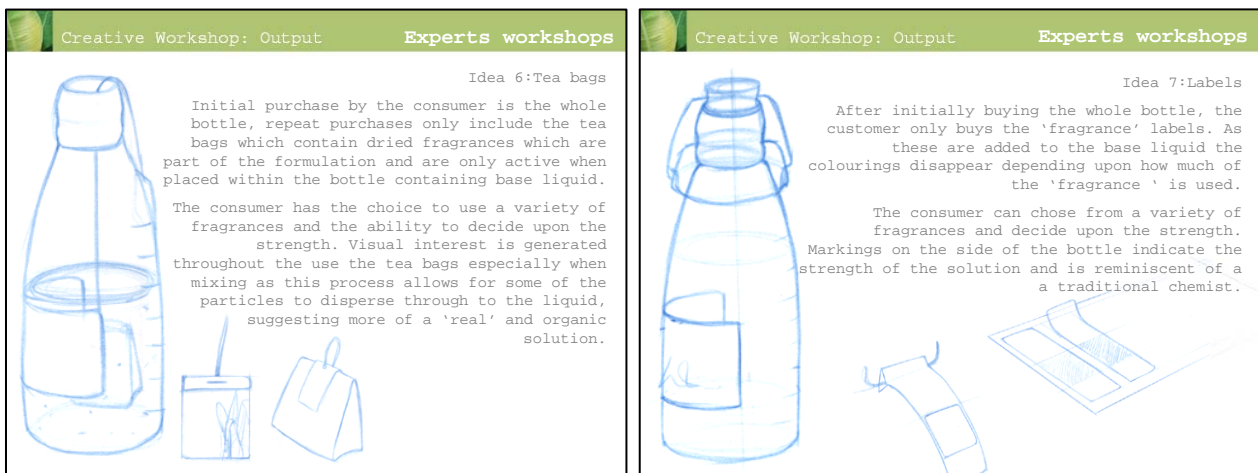 Creative Workshop: Output Experts workshops
Idea 6:Tea bags
Initial purchase by the consumer is the whole
bottle, repeat purchases only include the tea
bags which contain dried fragrances which are
part of the formulation and are only active when
placed within the bottle containing base liquid.
The consumer has the choice to use a variety of
fragrances and the ability to decide upon the
strength. Visual interest is generated
throughout the use the tea bags especially when
mixing as this process allows for some of the
particles to disperse through to the liquid,
suggesting more of a ‘real’ and organic
solution.
Creative Workshop: Output Experts workshops
Idea 7:Labels
After initially buying the whole bottle, the
customer only buys the ‘fragrance’ labels. As
these are added to the base liquid the
colourings disappear depending upon how much of
the ‘fragrance ‘ is used.
The consumer can chose from a variety of
fragrances and decide upon the strength.
Markings on the side of the bottle indicate the
strength of the solution and is reminiscent of a
a traditional chemist.